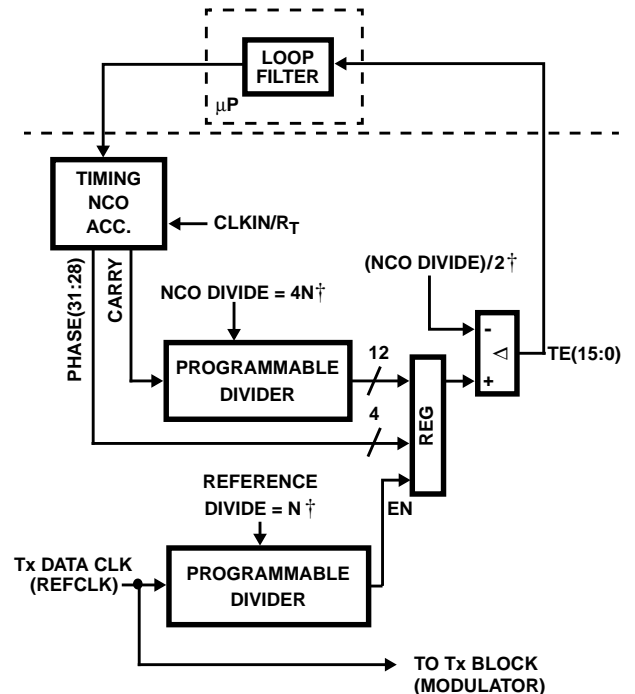 LOOP
FILTER
μP
TIMING
NCO
ACC.
CLKIN/RT
PHASE(31:28)
CARRY
NCO DIVIDE = 4N†
(NCO DIVIDE)/2†
PROGRAMMABLE
DIVIDER
12
4
REG
-
+
◁
TE(15:0)
REFERENCE
DIVIDE = N†
EN
Tx DATA CLK
(REFCLK)
PROGRAMMABLE
DIVIDER
TO Tx BLOCK
(MODULATOR)